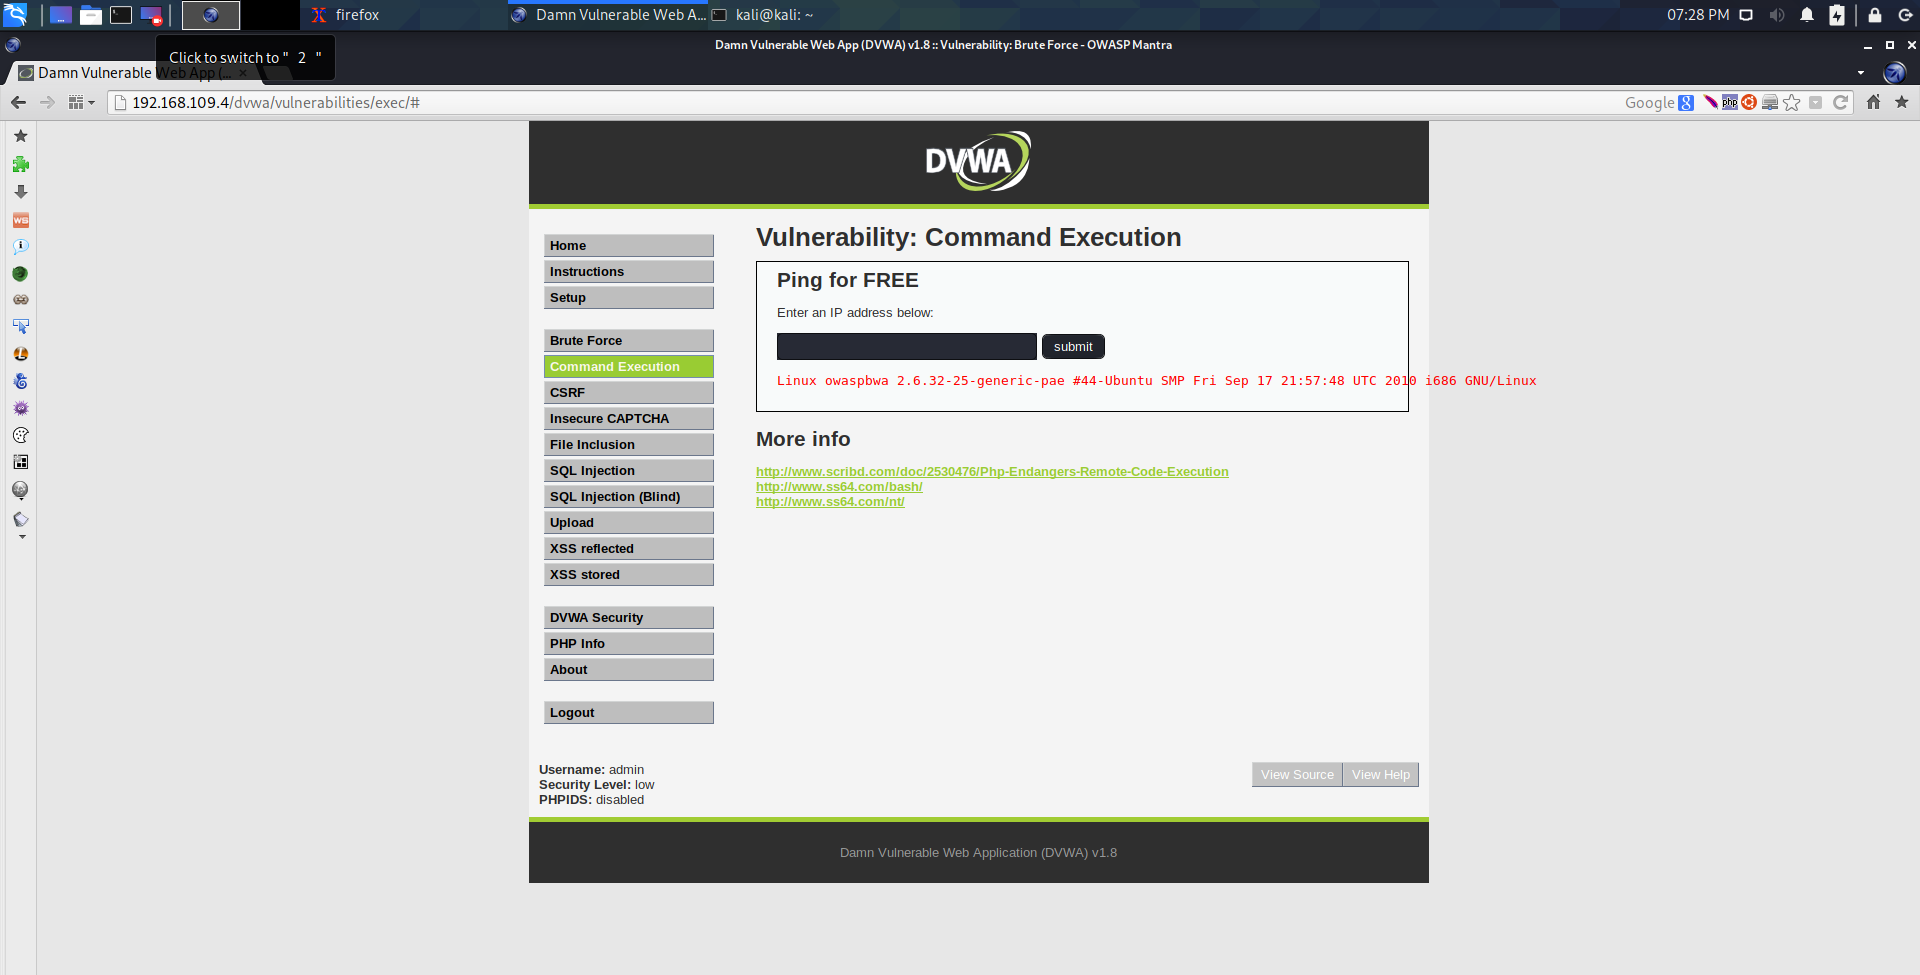 firefox
Damn Vulnerable Web A...
kali@kali: ~
07:28 PM
Click to switch to " 2 "
Damn Vulnerable Web App (DVWA) v1.8 :: Vulnerability: Brute Force - OWASP Mantra
Damn Vulnerable Web App (...
192.168.109.4/dvwa/vulnerabilities/exec/#
Google
php
WS
DVWA
Home
Instructions
Setup
Brute Force
Command Execution
CSRF
Insecure CAPTCHA
File Inclusion
SQL Injection
SQL Injection (Blind)
Upload
XSS reflected
XSS stored
DVWA Security
PHP Info
About
Logout
Vulnerability: Command Execution
Ping for FREE
Enter an IP address below:
submit
Linux owaspbwa 2.6.32-25-generic-pae #44-Ubuntu SMP Fri Sep 17 21:57:48 UTC 2010 i686 GNU/Linux
More info
http://www.scribd.com/doc/2530476/Php-Endangers-Remote-Code-Execution
http://www.ss64.com/bash/
http://www.ss64.com/nt/
Username: admin
Security Level: low
PHPIDS: disabled
View Source
View Help
Damn Vulnerable Web Application (DVWA) v1.8